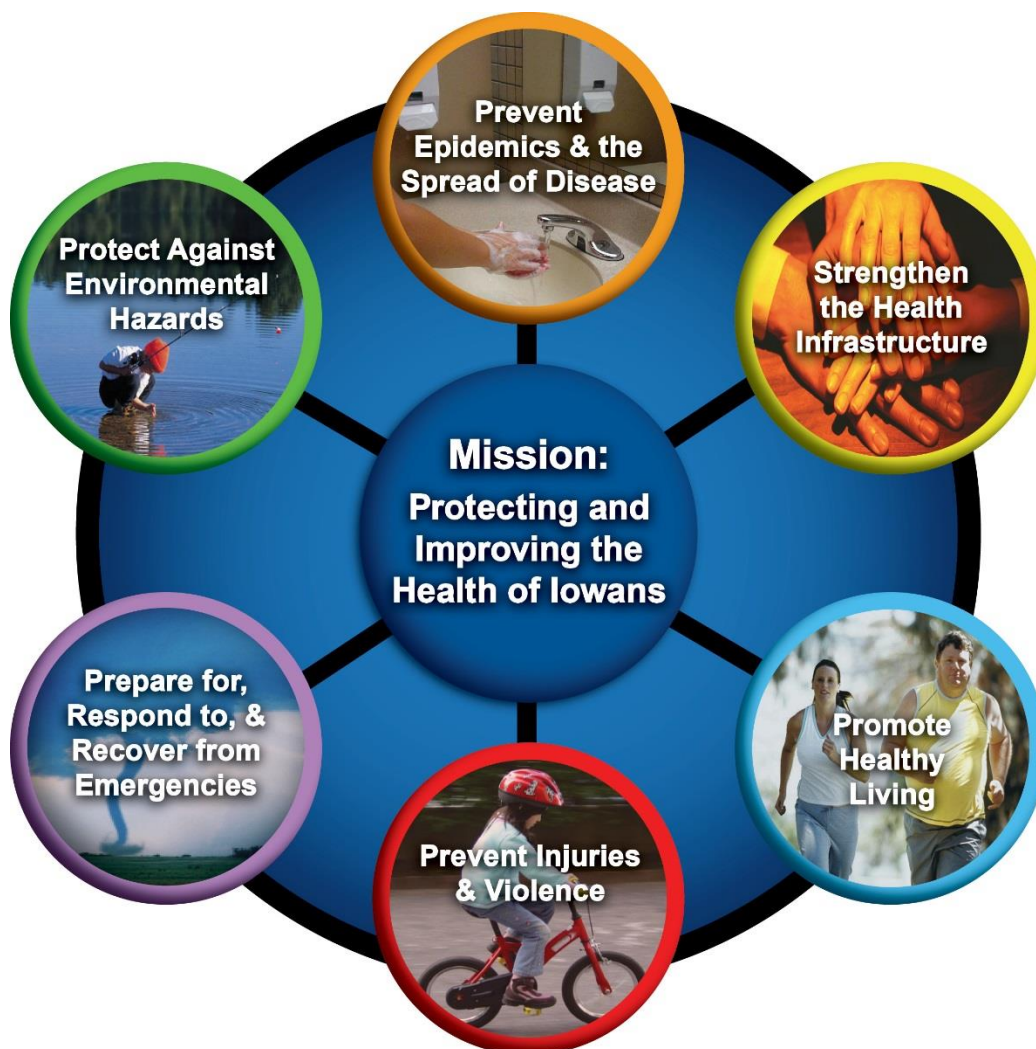 Prevent
Epidemics & the
Spread of Disease
Protect Against
Environmental
Hazards
Strengthen
the Health
Infrastructure
Mission:
Protecting and
Improving the
Health of Iowans
Prepare for,
Respond to, &
Recover from
Emergencies
Promote
Healthy
Living
Prevent Injuries
& Violence